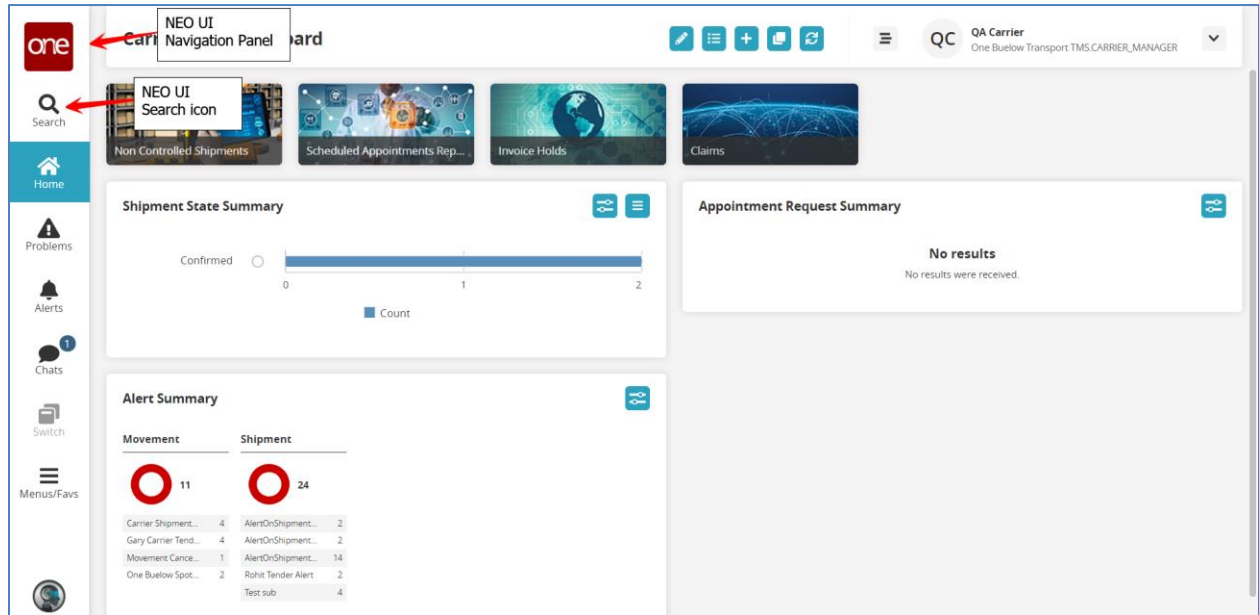 one
NEO UI
Navigation Panel
Carr
oard
QC
QA Carrier
One Buelow Transport TMS.CARRIER_MANAGER
NEO UI
Search icon
Search
Home
Problems
Alerts
1
Chats
Switch
Menus/Favs
Non Controlled Shipments
Scheduled Appointments Rep...
Invoice Holds
Claims
Shipment State Summary
Confirmed
0 1 2
Count
Appointment Request Summary
No results
No results were received.
Alert Summary
Movement
11
Carrier Shipment... 4
Gary Carrier Tend... 4
Movement Cance... 1
One Buelow Spot... 2
Shipment
24
AlertOnShipment... 2
AlertOnShipment... 2
AlertOnShipment... 14
Rohit Tender Alert 2
Test sub 4